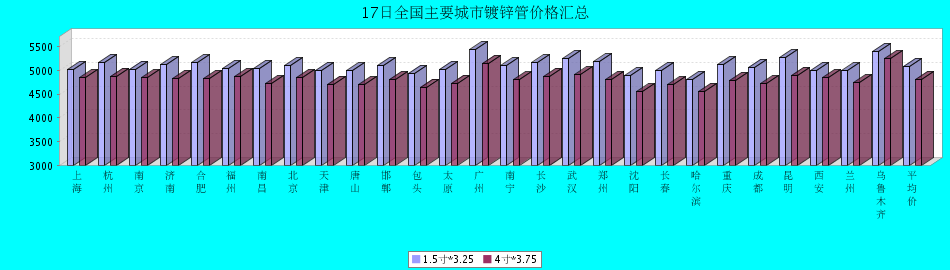 17日全国主要城市镀锌管价格汇总
5500
5000
4500
4000
3500
3000
上海 杭州 南京 济南 合肥 福州 南昌 北京 天津 唐山 邯郸 包头 太原 广州 南宁 长沙 武汉 郑州 沈阳 长春 哈尔滨 重庆 成都 昆明 西安 兰州 乌鲁木齐 平均价
1.5寸*3.25 4寸*3.75